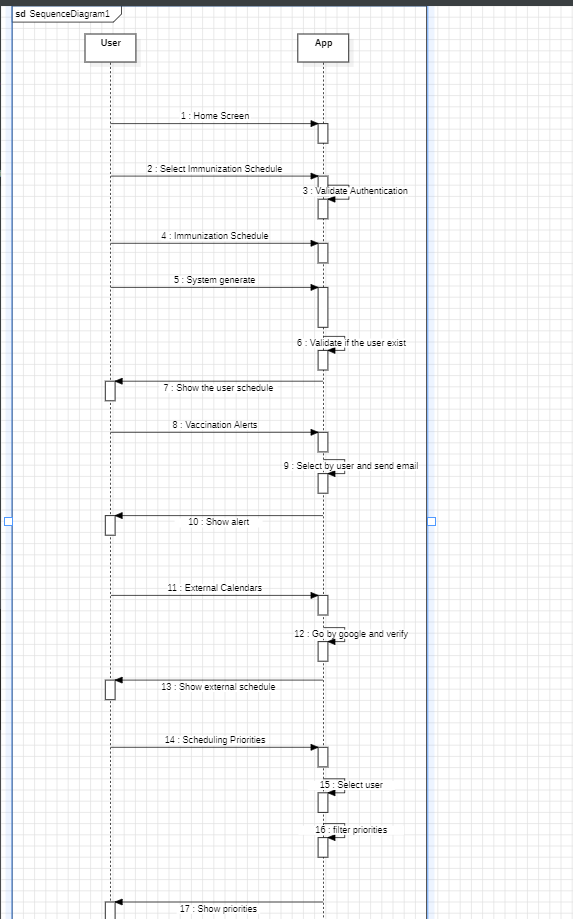 sd SequenceDiagram1
User
App
1 : Home Screen
2 : Select Immunization Schedule
3 : Validate Authentication
4 : Immunization Schedule
5 : System generate
6 : Validate if the user exist
7 : Show the user schedule
8 : Vaccination Alerts
9 : Select by user and send email
10 : Show alert
11 : External Calendars
12 : Go by google and verify
13 : Show external schedule
14 : Scheduling Priorities
15 : Select user
16 : filter priorities
17 : Show priorities